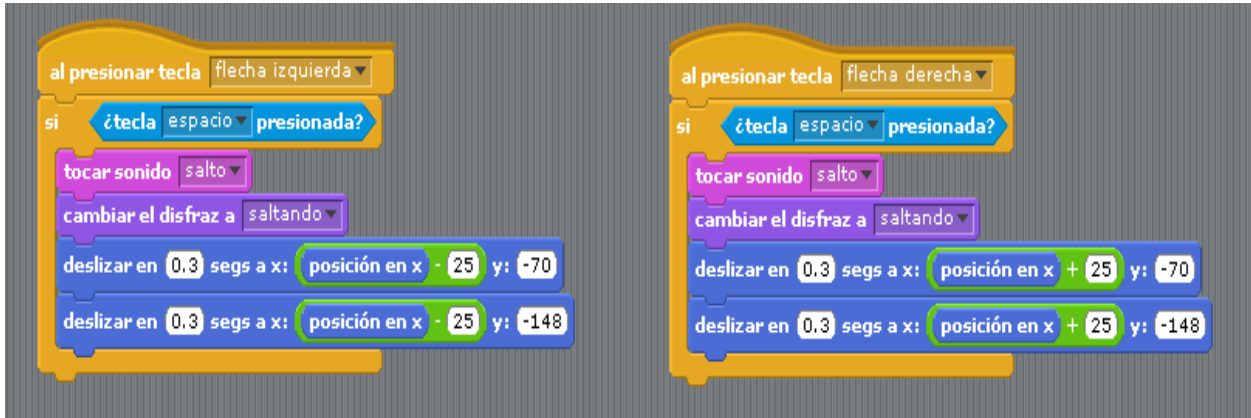 al presionar tecla flecha izquierda
si ¿tecla espacio presionada?
tocar sonido salto
cambiar el disfraz a saltando
deslizar en 0.3 segs a x: posición en x - 25 y: -70
deslizar en 0.3 segs a x: posición en x - 25 y: -148
al presionar tecla flecha derecha
si ¿tecla espacio presionada?
tocar sonido salto
cambiar el disfraz a saltando
deslizar en 0.3 segs a x: posición en x + 25 y: -70
deslizar en 0.3 segs a x: posición en x + 25 y: -148